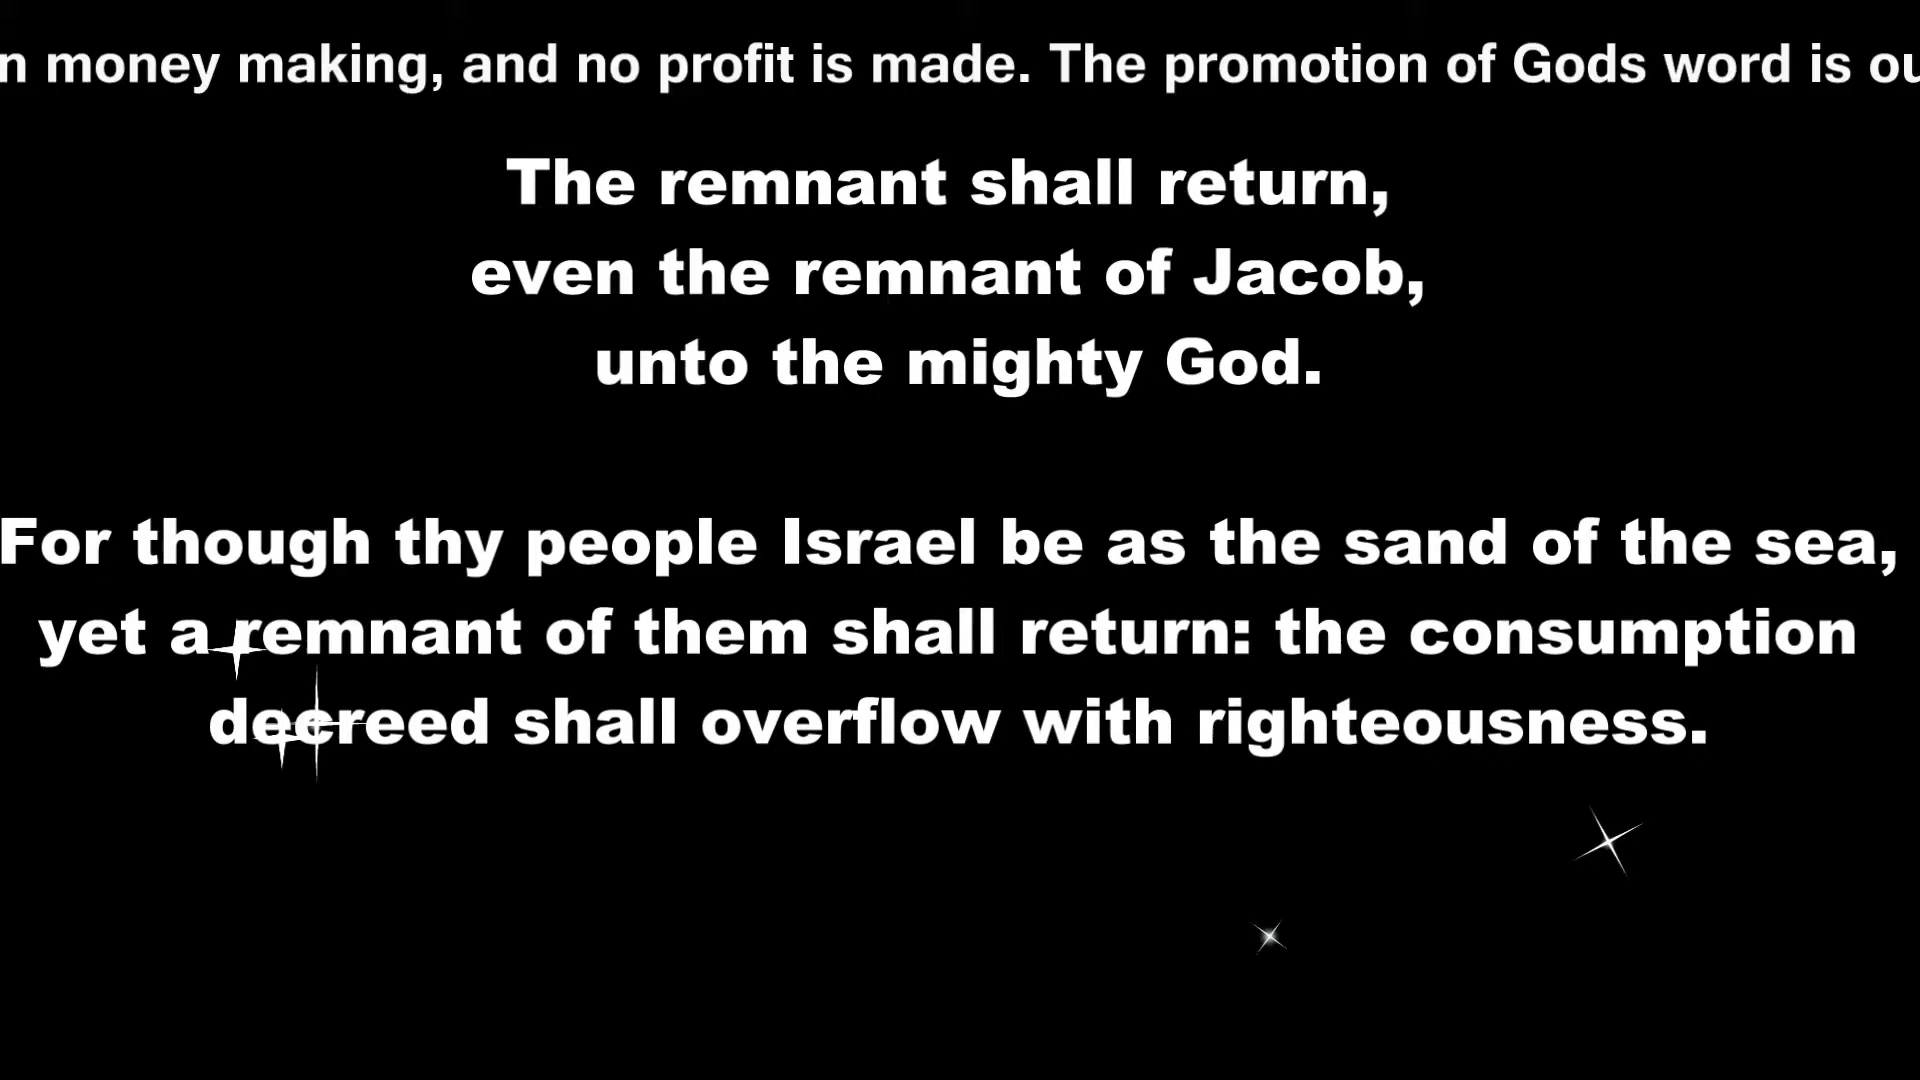 money making, and no profit is made. The promotion of Gods word is
The remnant shall return,
even the remnant of Jacob,
unto the mighty God.
For though thy people Israel be as the sand of the sea,
yet a remnant of them shall return: the consumption
decreed shall overflow with righteousness.